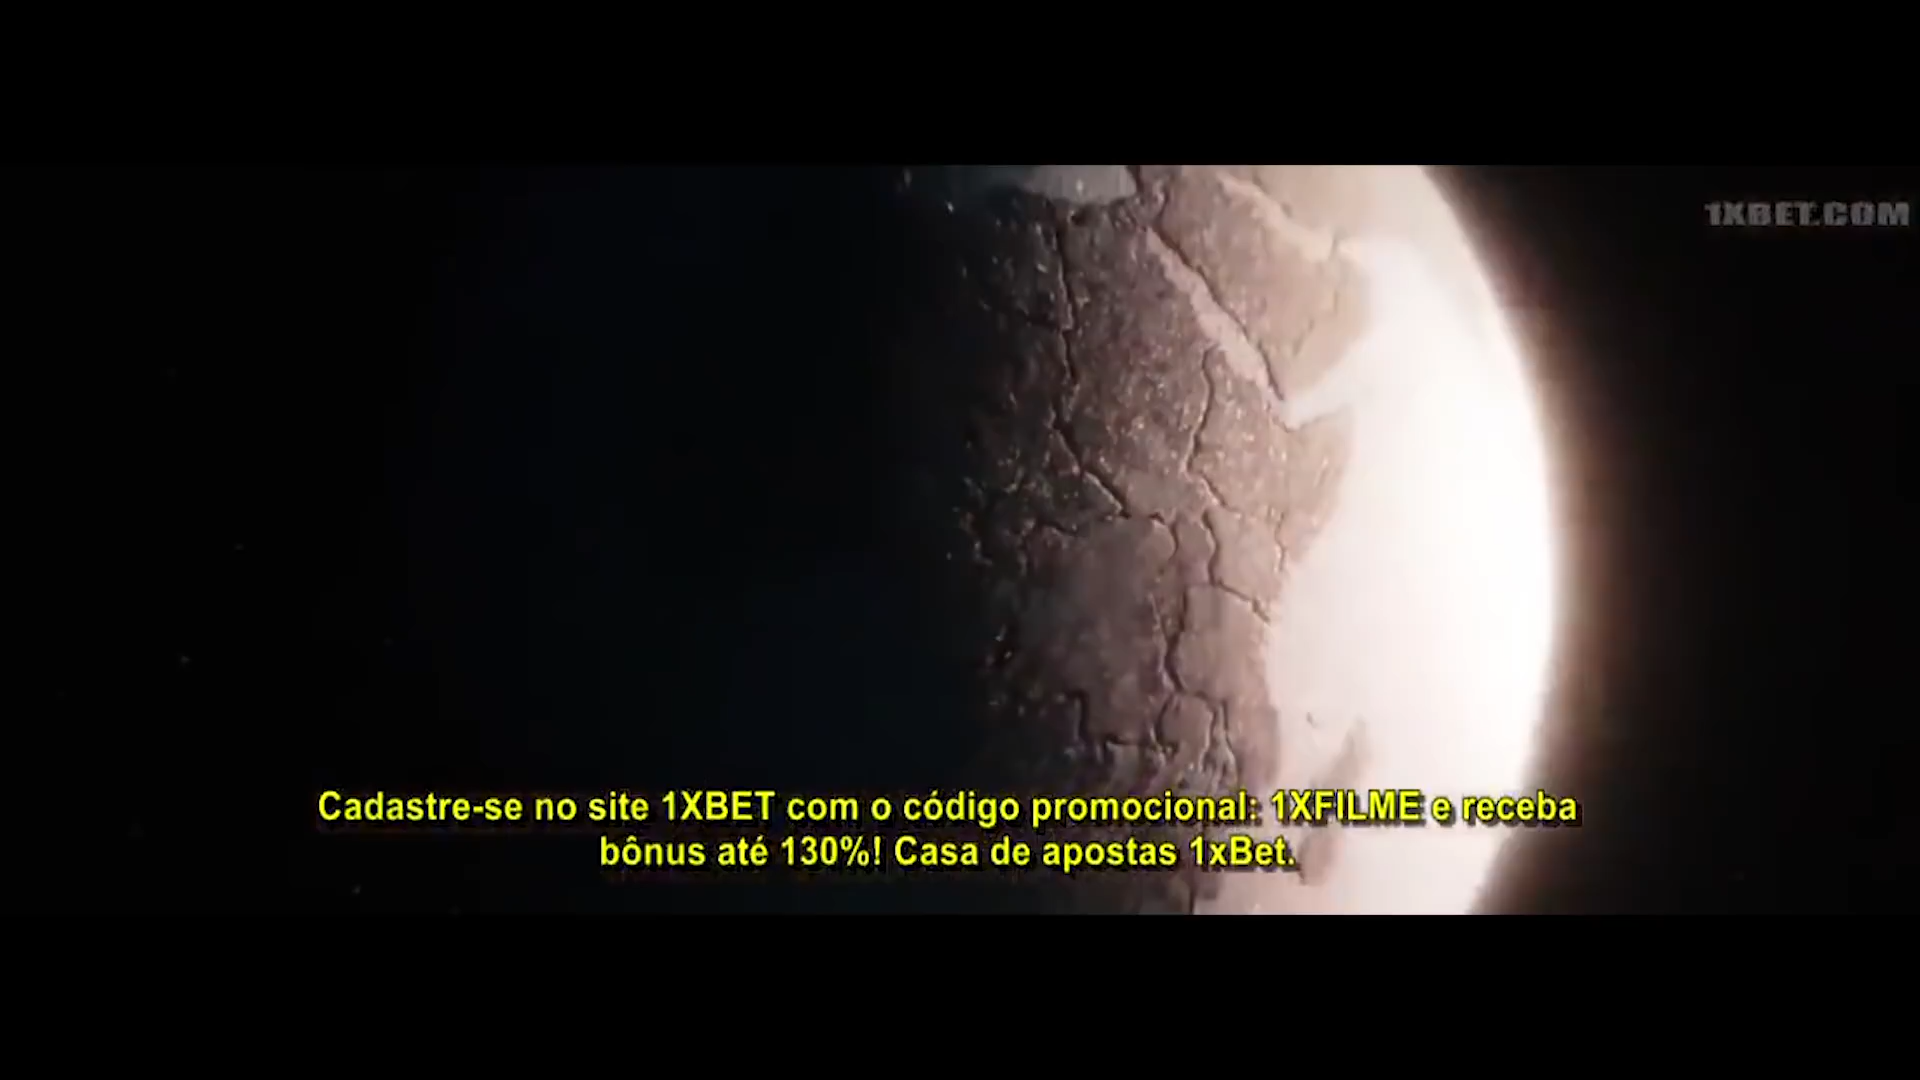 1XBET.COM
Cadastre-se no site 1XBET com o código promocional: 1XFILME e receba
bônus até 130%! Casa de apostas 1xBet.